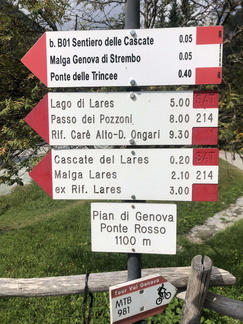 b. B01 Sentiero delle Cascate 0.05
Malga Genova di Strembo 0.05
Ponte delle Trincee 0.40
Lago di Lares 5.00 SAT
Passo dei Pozzoni 8.00 214
Rif. Carè Alto-D. Ongari 9.30
Cascate del Lares 0.20 SAT
Malga Lares 2.10 214
ex Rif. Lares 3.00
Pian di Genova
Ponte Rosso
1100 m
Tour Val Genova
MTB
981